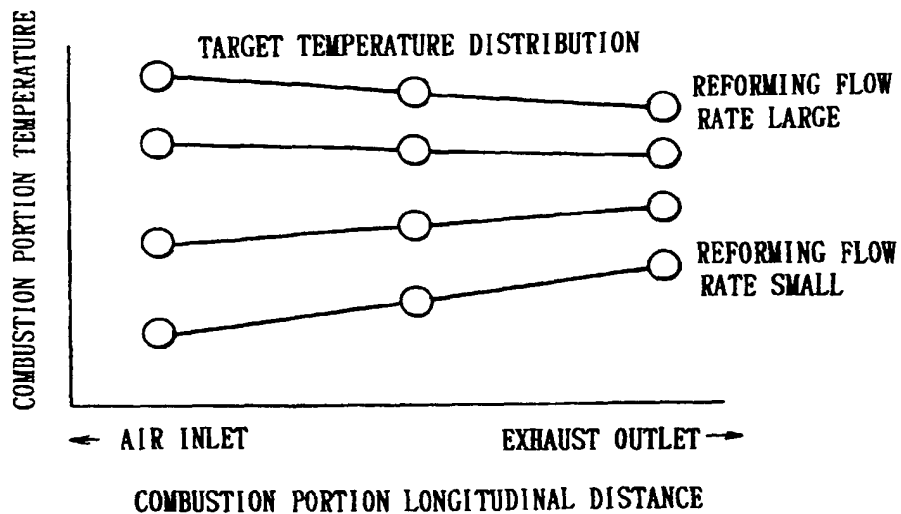 TARGET TEMPERATURE DISTRIBUTION
COMBUSTION PORTION TEMPERATURE
REFORMING FLOW
RATE LARGE
REFORMING FLOW
RATE SMALL
← AIR INLET
EXHAUST OUTLET →
COMBUSTION PORTION LONGITUDINAL DISTANCE